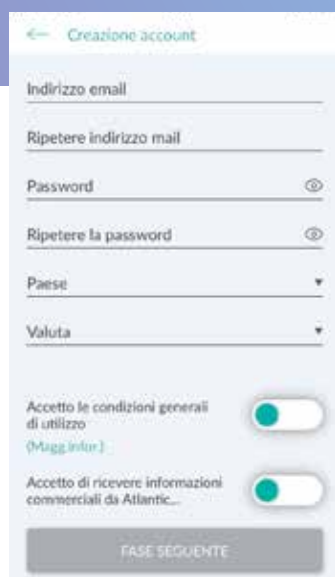 Creazione account
Indirizzo email
Ripetere indirizzo mail
Password
Ripetere la password
Paese
Valuta
Accetto le condizioni generali
di utilizzo
(Magg.infor.)
Accetto di ricevere informazioni
commerciali da Atlantic...
FASE SEGUENTE